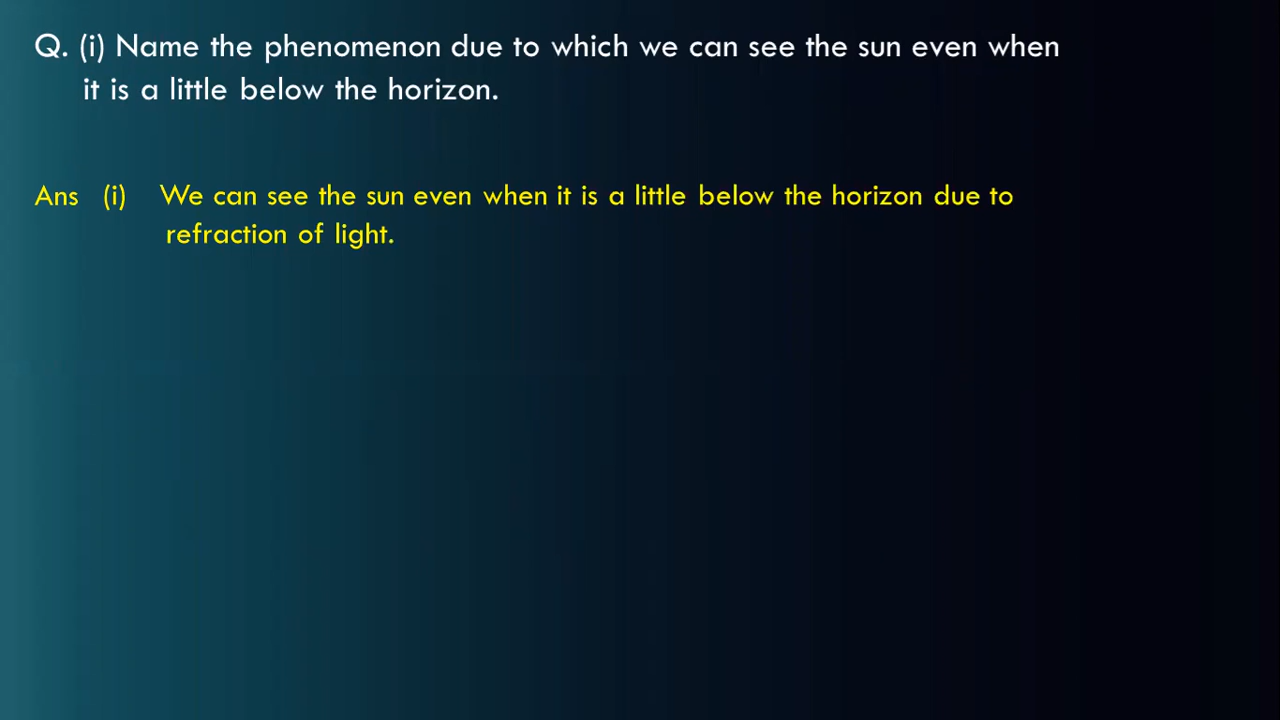 Q. (i) Name the phenomenon due to which we can see the sun even when
it is a little below the horizon.
Ans (i) We can see the sun even when it is a little below the horizon due to
refraction of light.